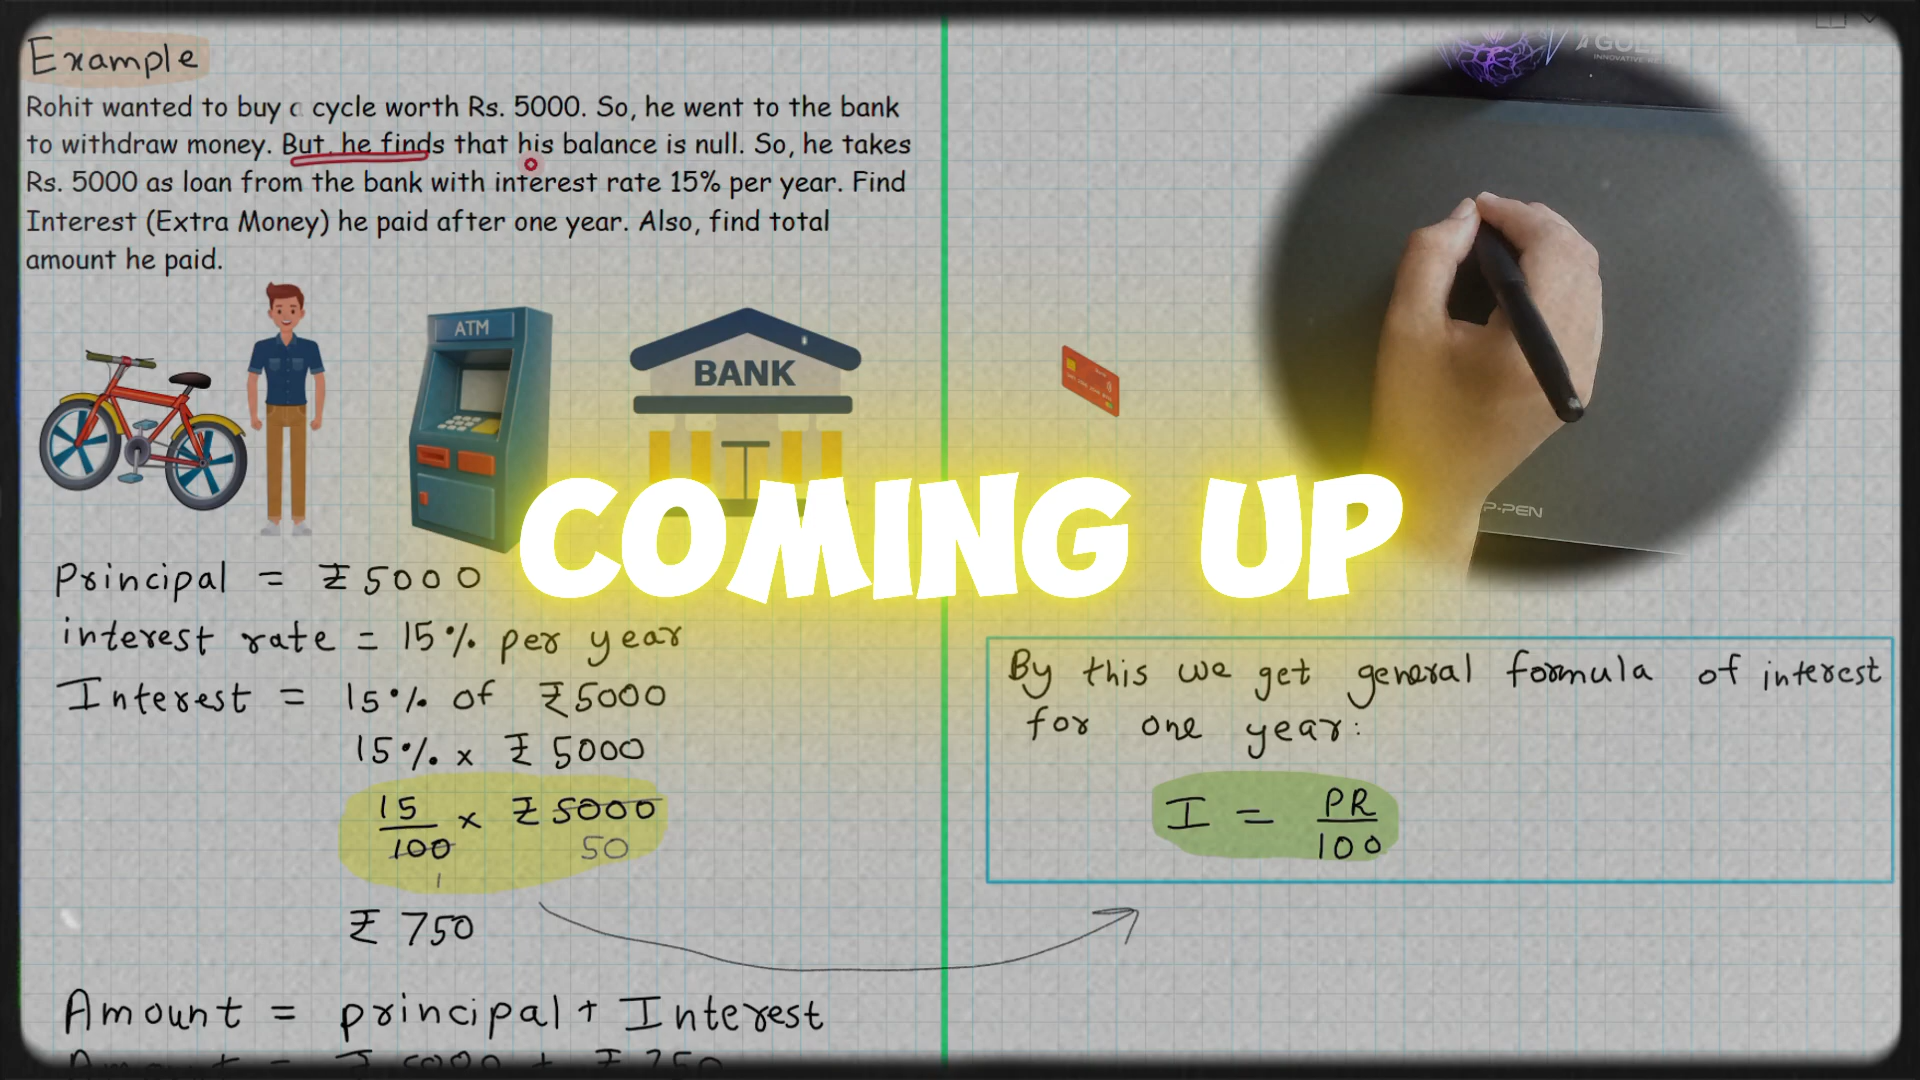 Example
Rohit wanted to buy a cycle worth Rs. 5000. So, he went to the bank
to withdraw money. But he finds that his balance is null. So, he takes
Rs. 5000 as loan from the bank with interest rate 15% per year. Find
Interest (Extra Money) he paid after one year. Also, find total
amount he paid.
ATM
BANK
COMING UP
P-PEN
Principal = ₹ 5000
interest rate = 15% per year
Interest = 15% of ₹5000
15% x ₹ 5000
15/100 x ₹ 5000
50
1
₹ 750
Amount = principal + Interest
Amount = ₹ 5000 + ₹ 750
By this we get general formula of interest
for one year:
I = PR/100